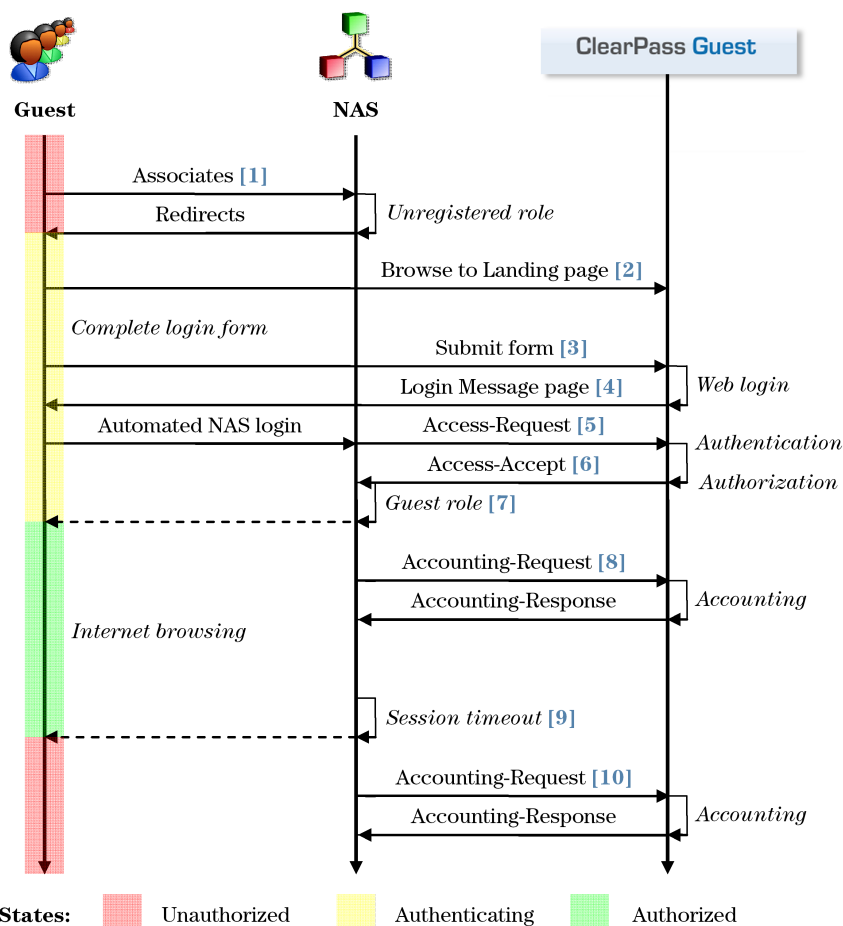 ClearPass Guest
Guest
NAS
Associates [1]
Redirects
Unregistered role
Browse to Landing page [2]
Complete login form
Submit form [3]
Login Message page [4]
Web login
Automated NAS login
Access-Request [5]
Authentication
Access-Accept [6]
Authorization
Guest role [7]
Accounting-Request [8]
Accounting-Response
Accounting
Internet browsing
Session timeout [9]
Accounting-Request [10]
Accounting-Response
Accounting
States:
Unauthorized
Authenticating
Authorized